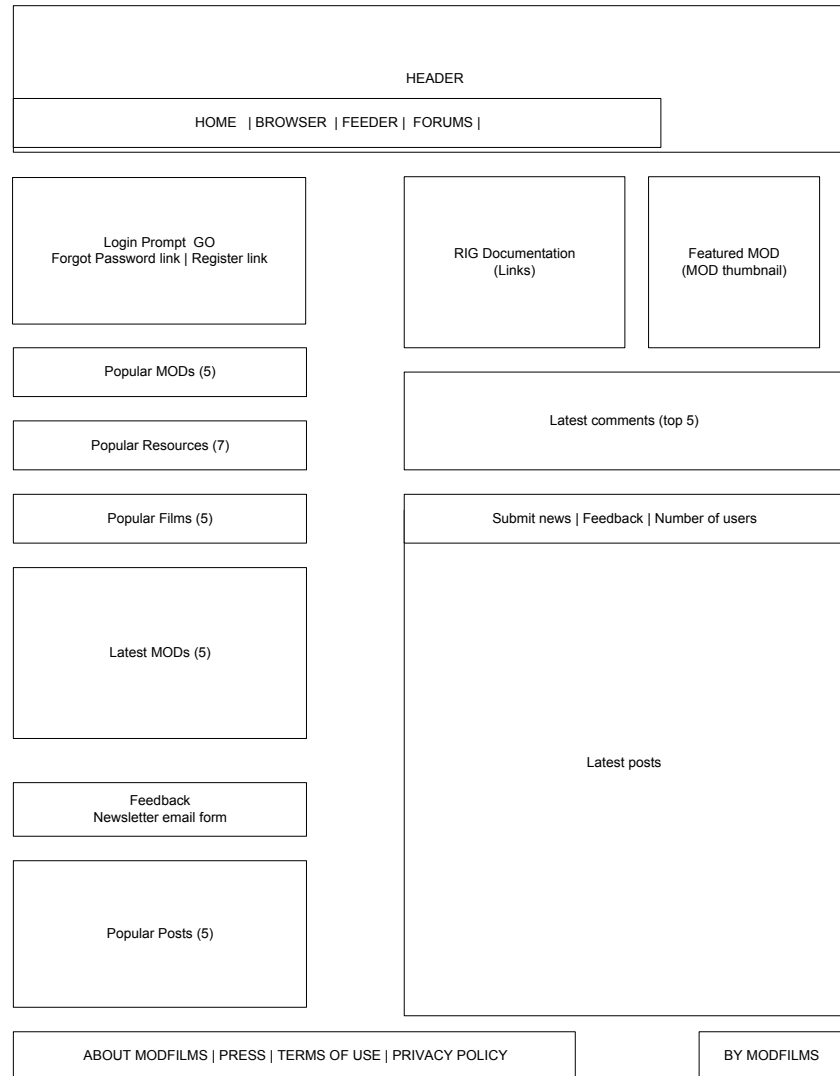 HEADER
HOME | BROWSER | FEEDER | FORUMS |
Login Prompt GO
Forgot Password link | Register link
Popular MODs (5)
Popular Resources (7)
Popular Films (5)
Latest MODs (5)
Feedback
Newsletter email form
Popular Posts (5)
RIG Documentation
(Links)
Featured MOD
(MOD thumbnail)
Latest comments (top 5)
Submit news | Feedback | Number of users
Latest posts
ABOUT MODFILMS | PRESS | TERMS OF USE | PRIVACY POLICY
BY MODFILMS